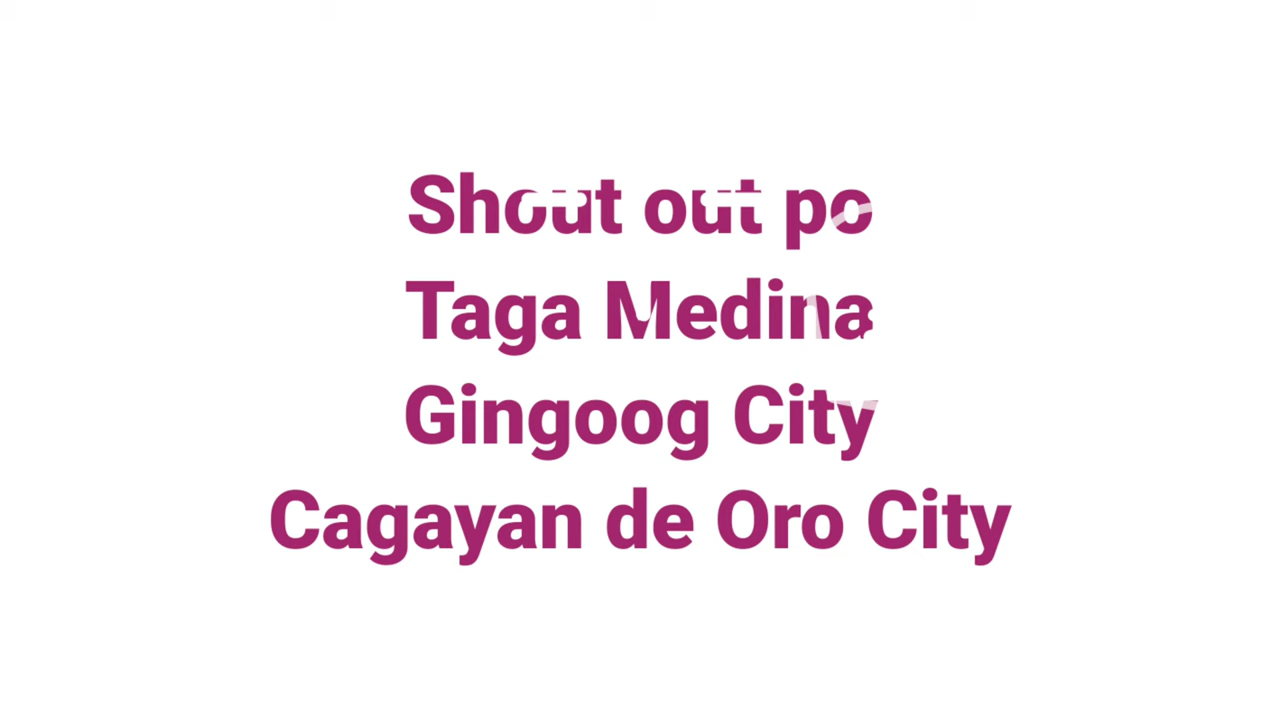 Shout out po
Taga Medina
Gingoog City
Cagayan de Oro City